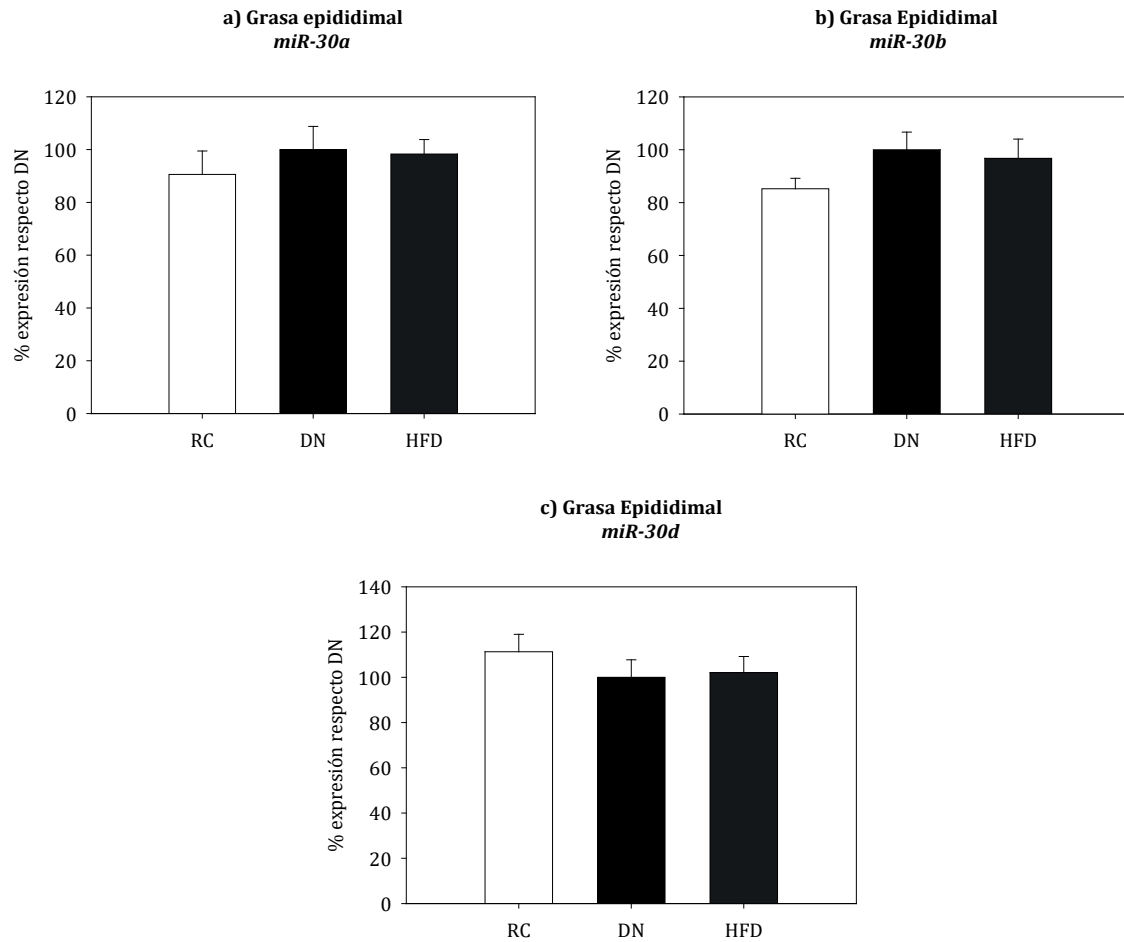 a) Grasa epididimal
miR-30a
% expresión respecto DN
120
100
80
60
40
20
0
RC DN HFD
b) Grasa Epididimal
miR-30b
% expresión respecto DN
120
100
80
60
40
20
0
RC DN HFD
c) Grasa Epididimal
miR-30d
% expresión respecto DN
140
120
100
80
60
40
20
0
RC DN HFD